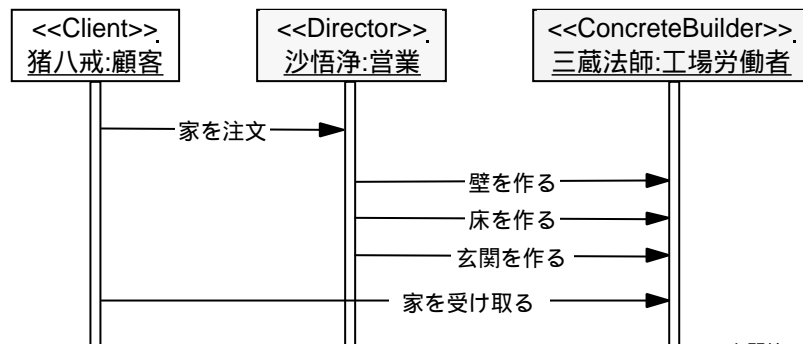 <<Client>>
猪八戒:顧客
<<Director>>
沙悟浄:営業
<<ConcreteBuilder>>
三蔵法師:工場労働者
家を注文
壁を作る
床を作る
玄関を作る
家を受け取る